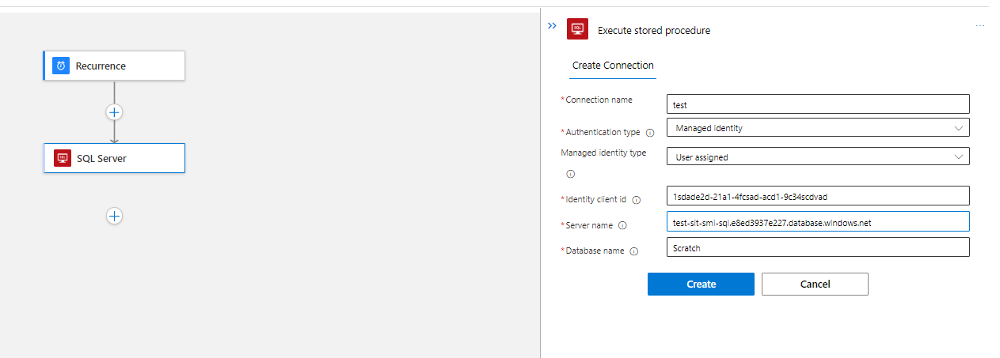 Execute stored procedure
...
Create Connection
Recurrence
SQL Server
* Connection name
test
* Authentication type
Managed identity
Managed identity type
User assigned
* Identity client id
1sdade2d-21a1-4fcsad-acd1-9c34scdvad
* Server name
test-sit-smi-sql.e8ed3937e227.database.windows.net
* Database name
Scratch
Create
Cancel